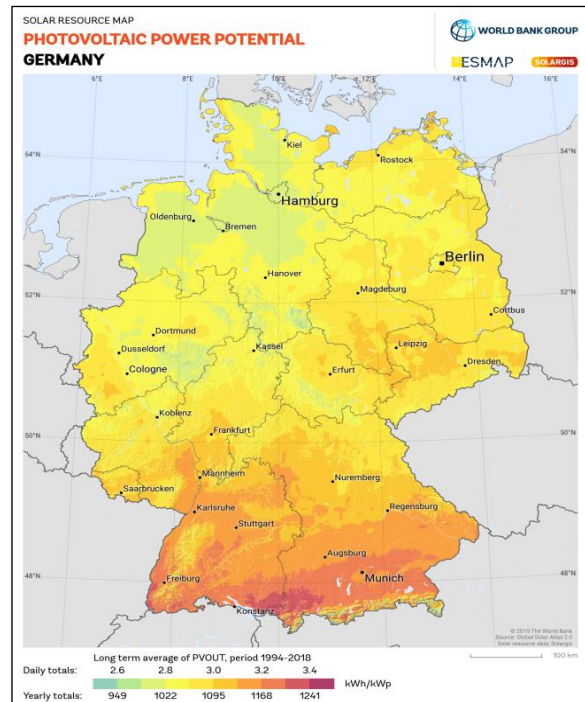 SOLAR RESOURCE MAP
PHOTOVOLTAIC POWER POTENTIAL
GERMANY
WORLD BANK GROUP
ESMAP
SOLARGIS
6°E
8°E
10°E
12°E
14°E
16°E
54°N
54°N
Kiel
Rostock
Hamburg
Oldenburg
Bremen
Berlin
Hanover
Magdeburg
52°N
52°N
Cottbus
Dortmund
Dusseldorf
Kassel
Leipzig
Cologne
Erfurt
Dresden
Koblenz
50°N
50°N
Frankfurt
Mannheim
Nuremberg
Saarbrucken
Karlsruhe
Regensburg
Stuttgart
Augsburg
48°N
48°N
Freiburg
Munich
Konstanz
© 2019 The World Bank
Source: Global Solar Atlas 2.0
Solar resource data: Solargis
100 km
Long term average of PVOUT, period 1994-2018
Daily totals: 2.6 2.8 3.0 3.2 3.4
kWh/kWp
Yearly totals: 949 1022 1095 1168 1241